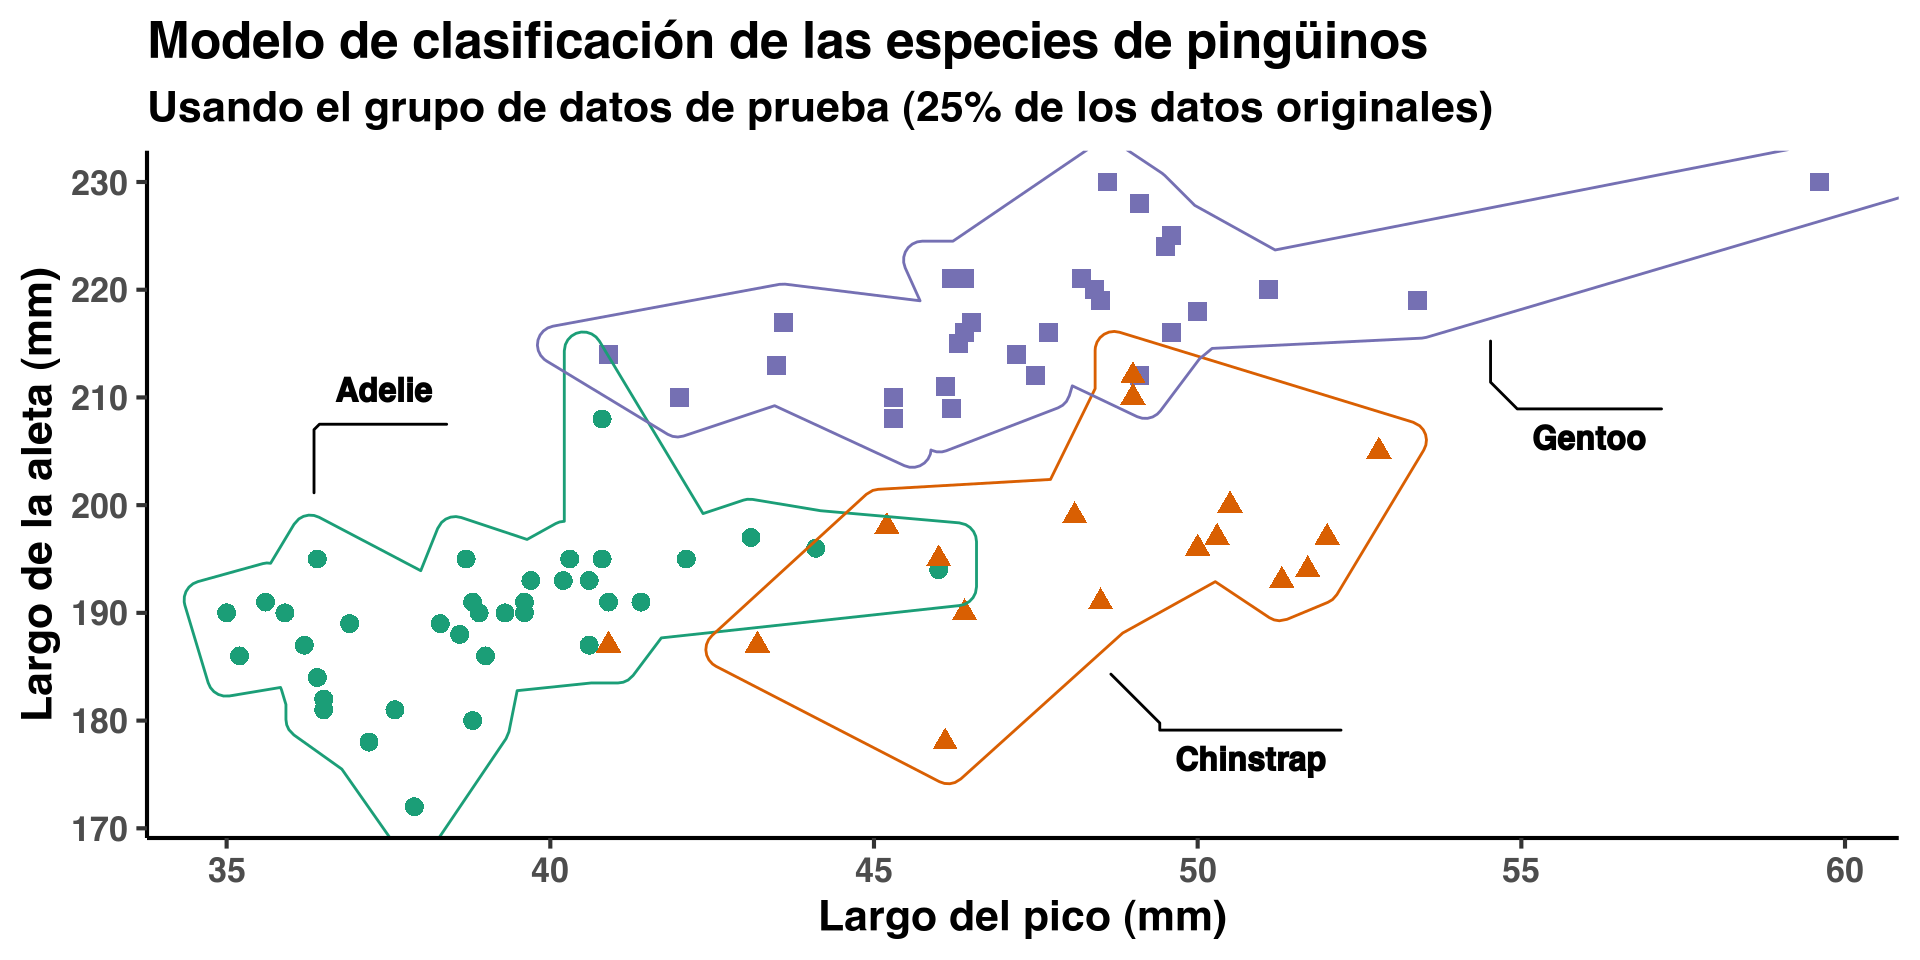 Modelo de clasificación de las especies de pingüinos
Usando el grupo de datos de prueba (25% de los datos originales)
Largo de la aleta (mm)
230
220
210
200
190
180
170
Adelie
Gentoo
Chinstrap
35
40
45
50
55
60
Largo del pico (mm)